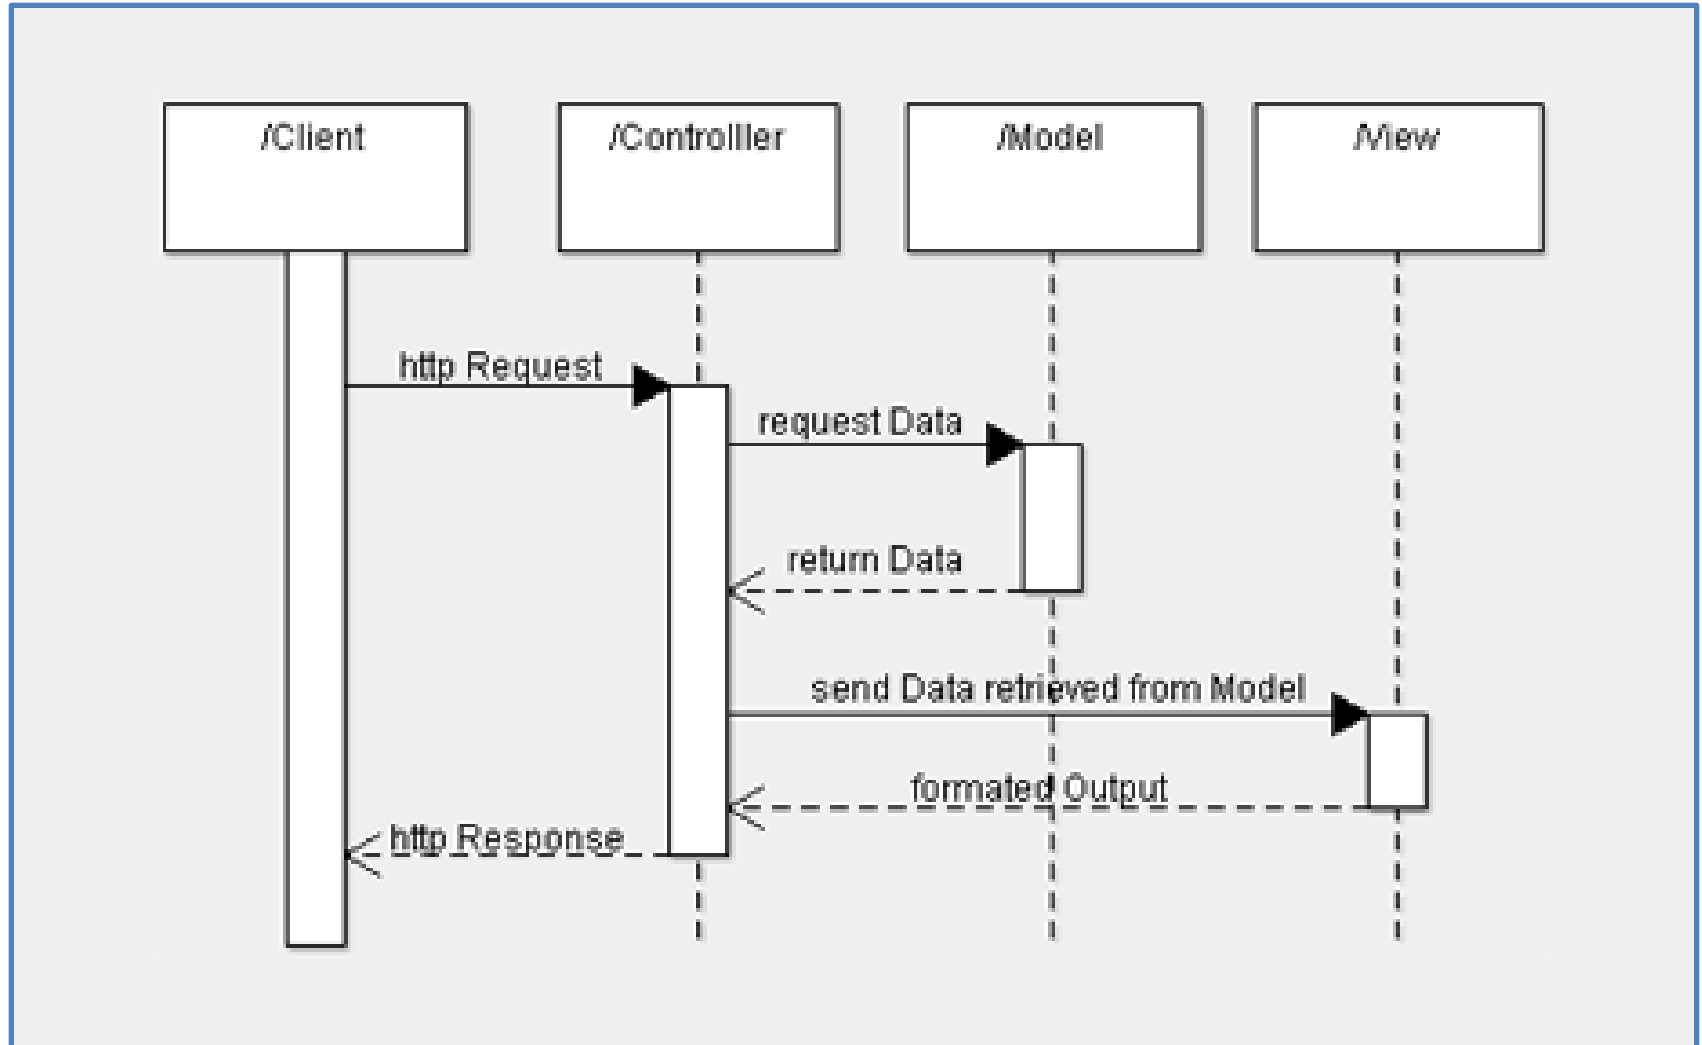 /Client
/Controlller
/Model
/View
http Request
request Data
return Data
send Data retrieved from Model
formated Output
http Response